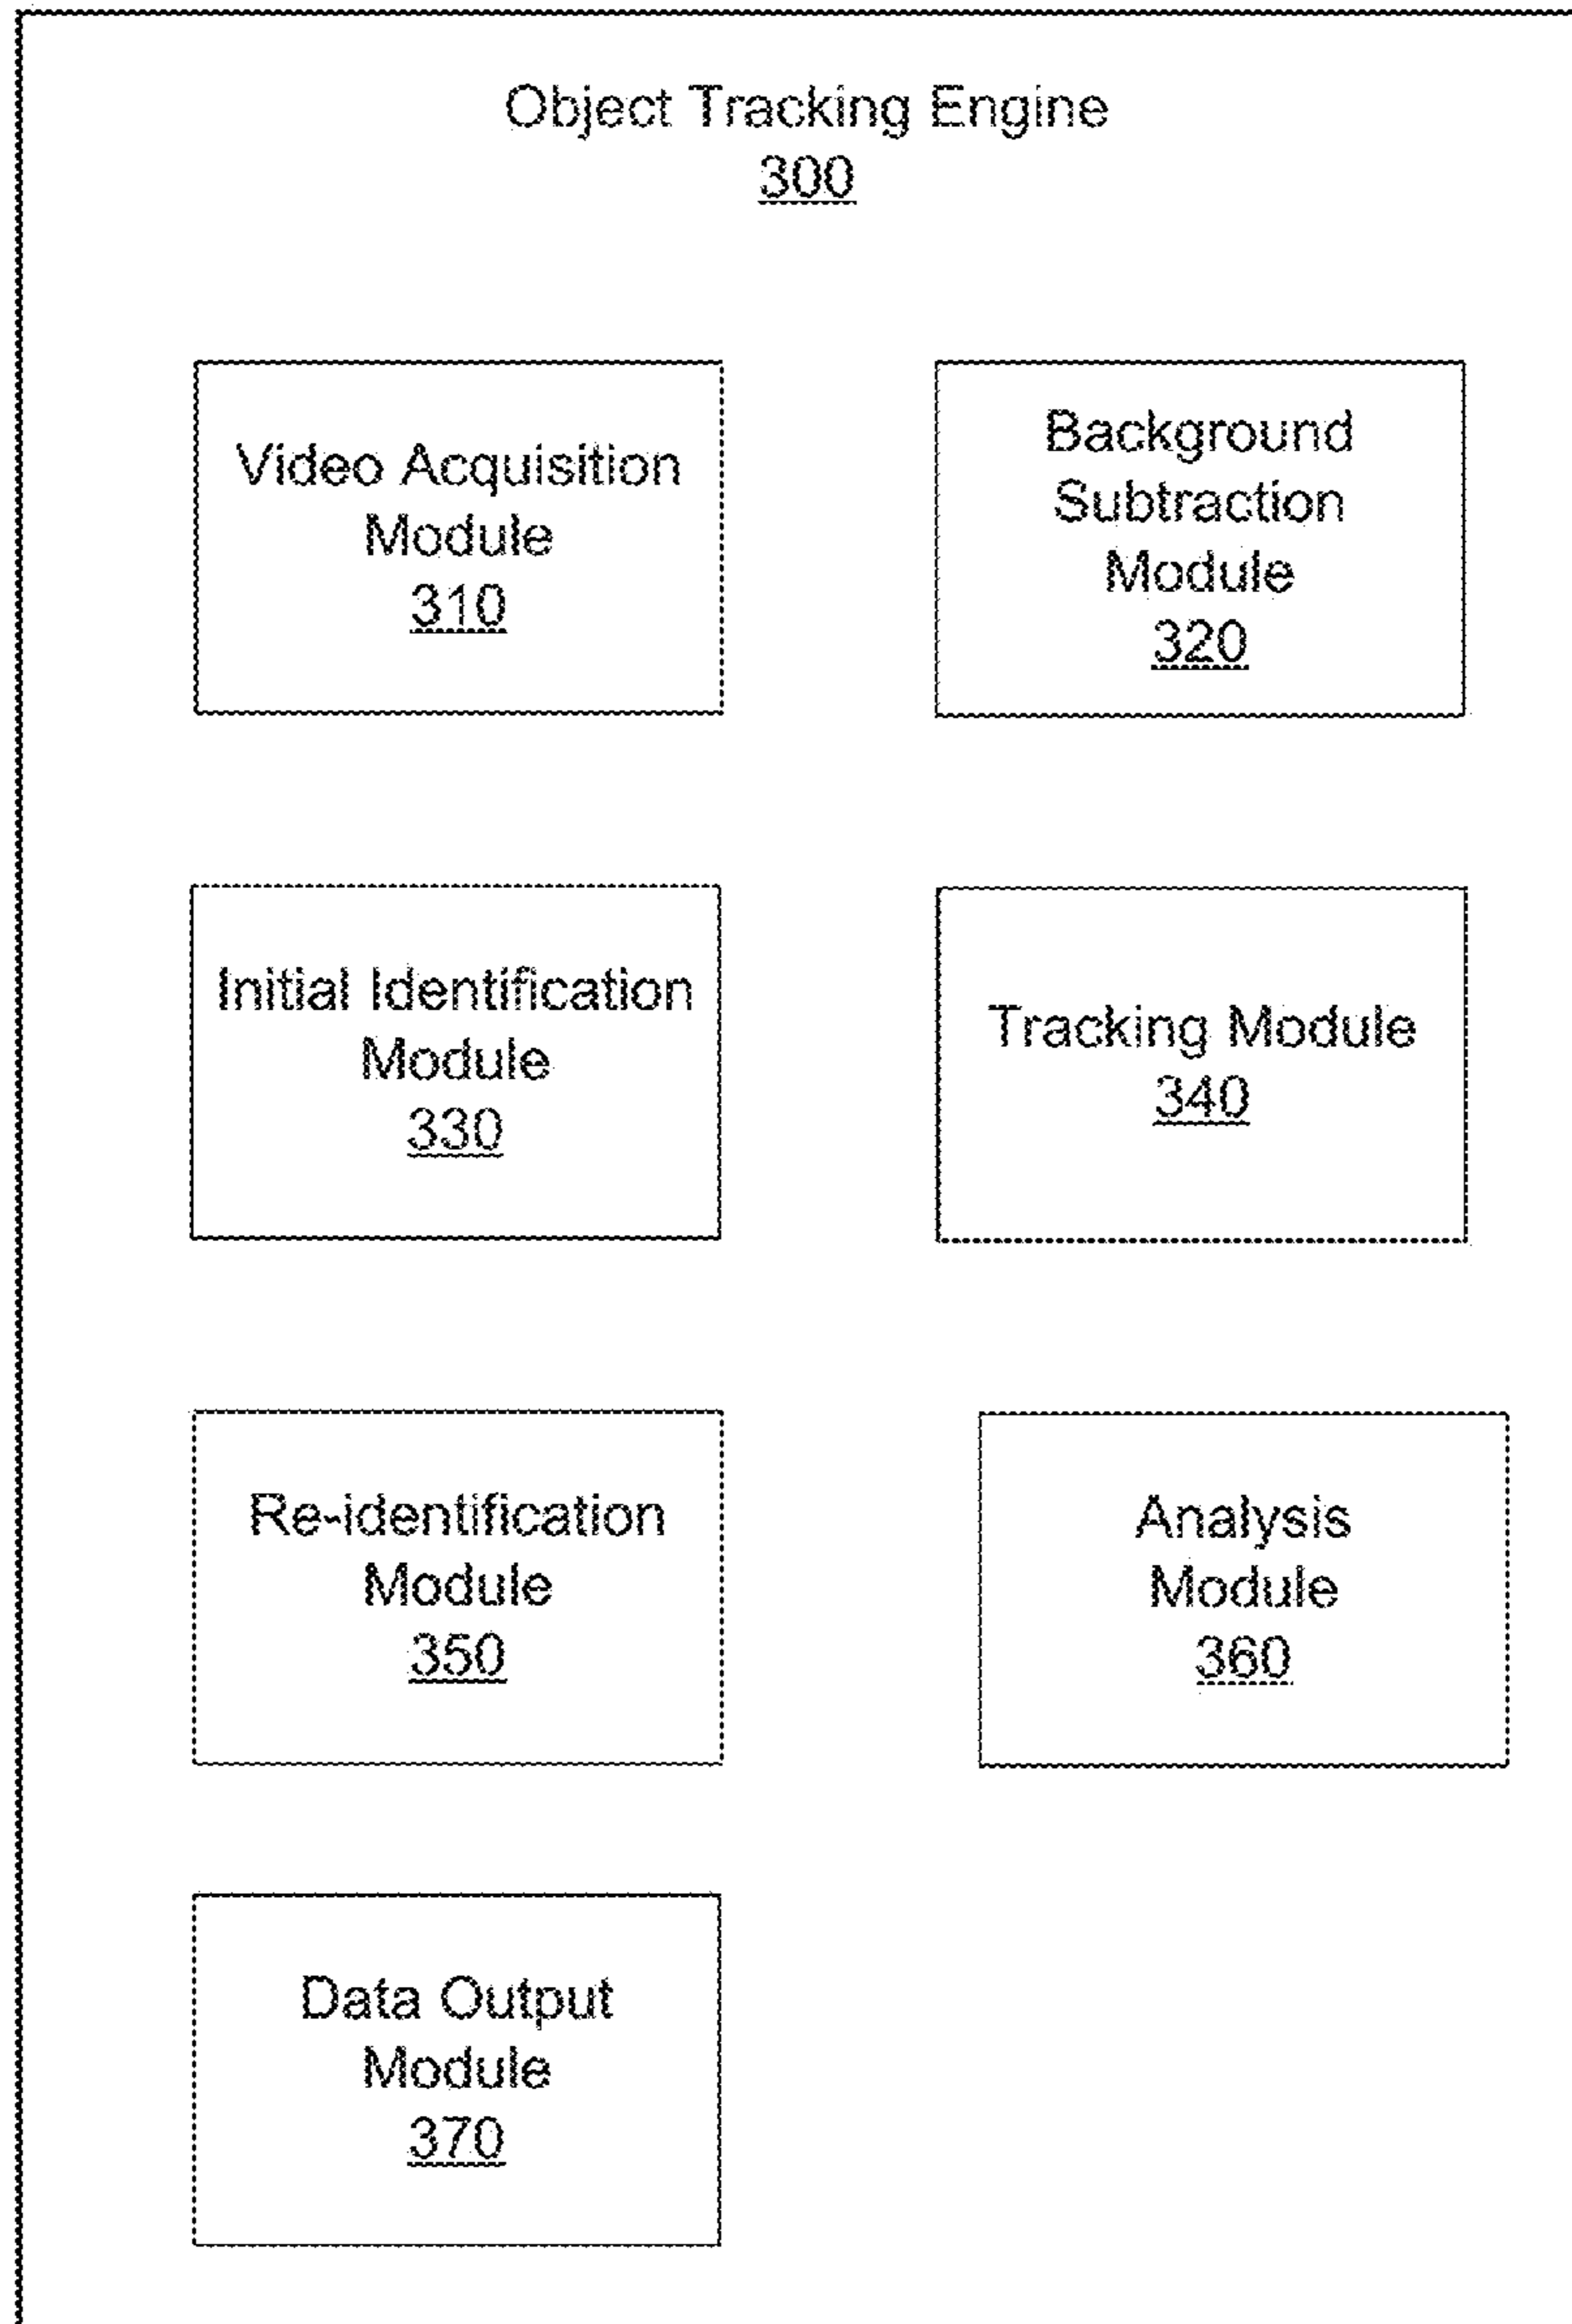 Object Tracking Engine
300
Video Acquisition
Module
310
Background
Subtraction
Module
320
Initial Identification
Module
330
Tracking Module
340
Re-identification
Module
350
Analysis
Module
360
Data Output
Module
370